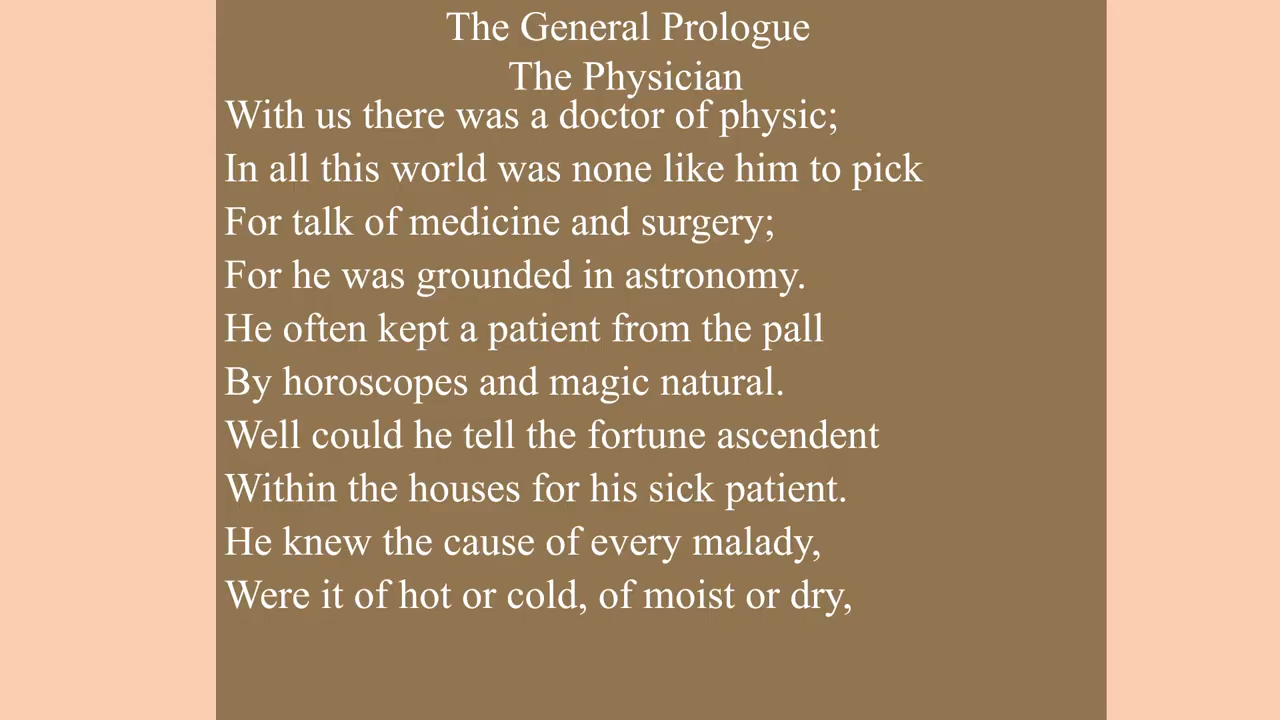 The General Prologue
The Physician
With us there was a doctor of physic;
In all this world was none like him to pick
For talk of medicine and surgery;
For he was grounded in astronomy.
He often kept a patient from the pall
By horoscopes and magic natural.
Well could he tell the fortune ascendent
Within the houses for his sick patient.
He knew the cause of every malady,
Were it of hot or cold, of moist or dry,